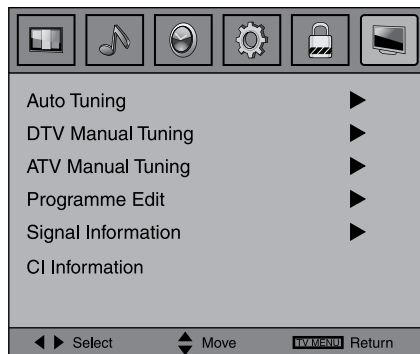 Auto Tuning
DTV Manual Tuning
ATV Manual Tuning
Programme Edit
Signal Information
CI Information
Select Move TV MENU Return